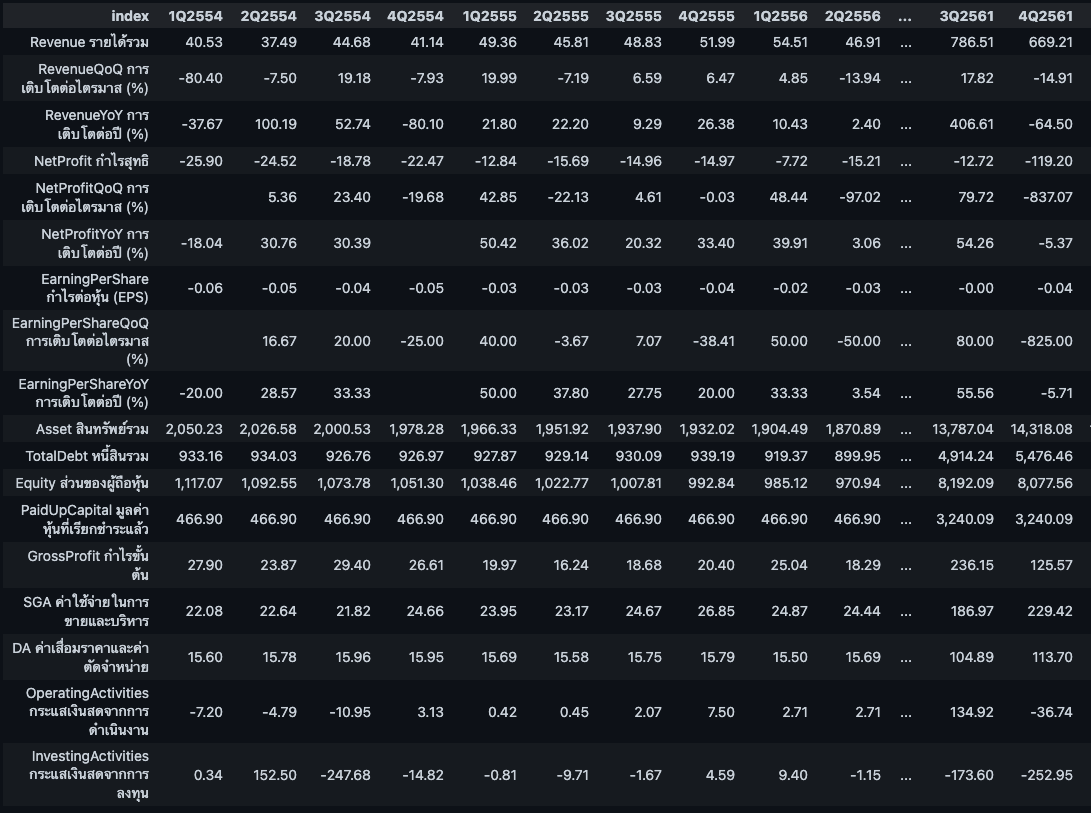 index 1Q2554 2Q2554 3Q2554 4Q2554 1Q2555 2Q2555 3Q2555 4Q2555 1Q2556 2Q2556 ... 3Q2561 4Q2561
Revenue รายได้รวม 40.53 37.49 44.68 41.14 49.36 45.81 48.83 51.99 54.51 46.91 ... 786.51 669.21
RevenueQoQ การ
เติบโตต่อไตรมาส (%) -80.40 -7.50 19.18 -7.93 19.99 -7.19 6.59 6.47 4.85 -13.94 ... 17.82 -14.91
RevenueYoY การ
เติบโตต่อปี (%) -37.67 100.19 52.74 -80.10 21.80 22.20 9.29 26.38 10.43 2.40 ... 406.61 -64.50
NetProfit กำไรสุทธิ -25.90 -24.52 -18.78 -22.47 -12.84 -15.69 -14.96 -14.97 -7.72 -15.21 ... -12.72 -119.20
NetProfitQoQ การ
เติบโตต่อไตรมาส (%) 5.36 23.40 -19.68 42.85 -22.13 4.61 -0.03 48.44 -97.02 ... 79.72 -837.07
NetProfitYoY การ
เติบโตต่อปี (%) -18.04 30.76 30.39 50.42 36.02 20.32 33.40 39.91 3.06 ... 54.26 -5.37
EarningPerShare
กำไรต่อหุ้น (EPS) -0.06 -0.05 -0.04 -0.05 -0.03 -0.03 -0.03 -0.04 -0.02 -0.03 ... -0.00 -0.04
EarningPerShareQoQ
การเติบโตต่อไตรมาส
(%) 16.67 20.00 -25.00 40.00 -3.67 7.07 -38.41 50.00 -50.00 ... 80.00 -825.00
EarningPerShareYoY
การเติบโตต่อปี (%) -20.00 28.57 33.33 50.00 37.80 27.75 20.00 33.33 3.54 ... 55.56 -5.71
Asset สินทรัพย์รวม 2,050.23 2,026.58 2,000.53 1,978.28 1,966.33 1,951.92 1,937.90 1,932.02 1,904.49 1,870.89 ... 13,787.04 14,318.08
TotalDebt หนี้สินรวม 933.16 934.03 926.76 926.97 927.87 929.14 930.09 939.19 919.37 899.95 ... 4,914.24 5,476.46
Equity ส่วนของผู้ถือหุ้น 1,117.07 1,092.55 1,073.78 1,051.30 1,038.46 1,022.77 1,007.81 992.84 985.12 970.94 ... 8,192.09 8,077.56
PaidUpCapital มูลค่า
หุ้นที่เรียกชำระแล้ว 466.90 466.90 466.90 466.90 466.90 466.90 466.90 466.90 466.90 466.90 ... 3,240.09 3,240.09
GrossProfit กำไรขั้น
ต้น 27.90 23.87 29.40 26.61 19.97 16.24 18.68 20.40 25.04 18.29 ... 236.15 125.57
SGA ค่าใช้จ่ายในการ
ขายและบริหาร 22.08 22.64 21.82 24.66 23.95 23.17 24.67 26.85 24.87 24.44 ... 186.97 229.42
DA ค่าเสื่อมราคาและค่า
ตัดจำหน่าย 15.60 15.78 15.96 15.95 15.69 15.58 15.75 15.79 15.50 15.69 ... 104.89 113.70
OperatingActivities
กระแสเงินสดจากการ
ดำเนินงาน -7.20 -4.79 -10.95 3.13 0.42 0.45 2.07 7.50 2.71 2.71 ... 134.92 -36.74
InvestingActivities
กระแสเงินสดจากการ
ลงทุน 0.34 152.50 -247.68 -14.82 -0.81 -9.71 -1.67 4.59 9.40 -1.15 ... -173.60 -252.95